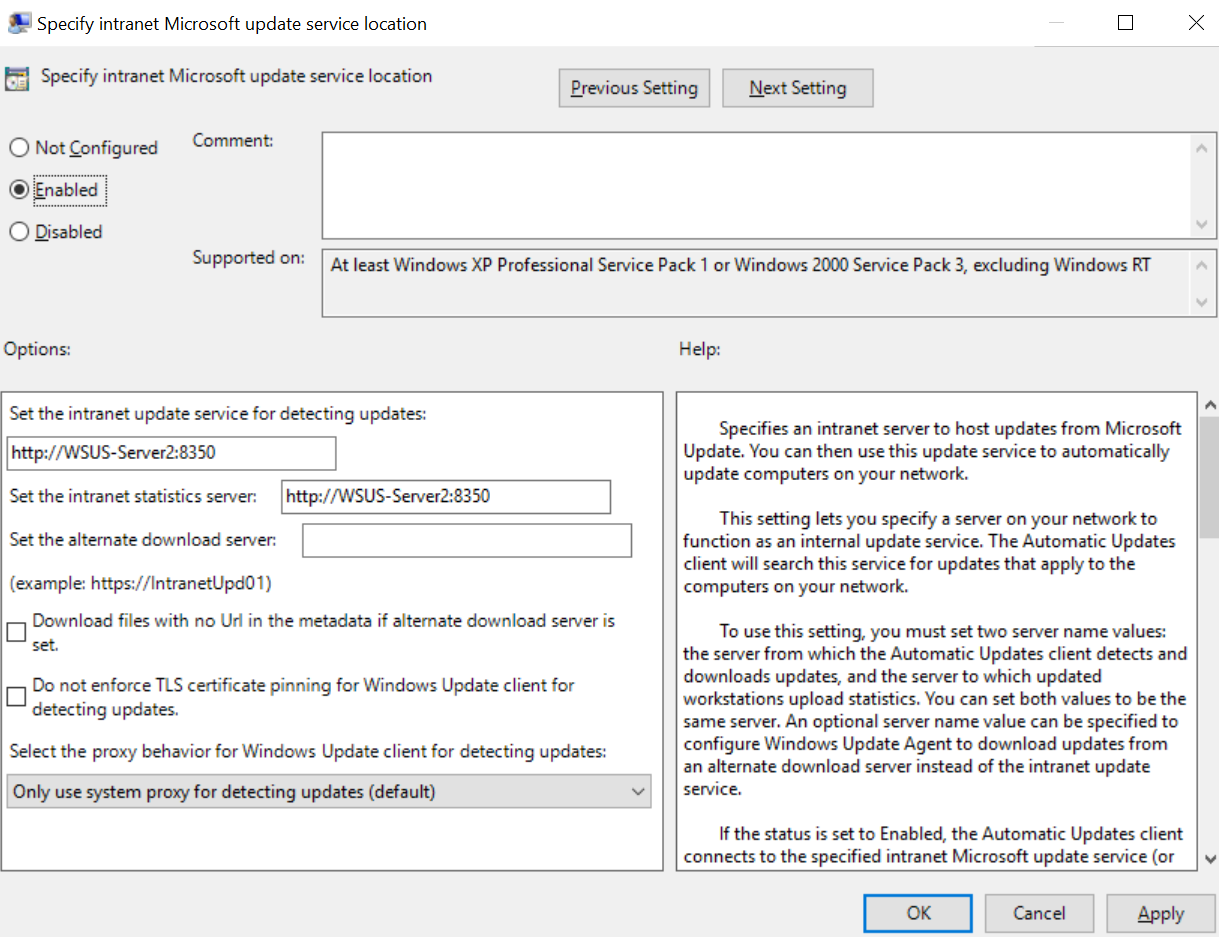 Specify intranet Microsoft update service location
Specify intranet Microsoft update service location
Previous Setting
Next Setting
Not Configured
Enabled
Disabled
Comment:
Supported on:
At least Windows XP Professional Service Pack 1 or Windows 2000 Service Pack 3, excluding Windows RT
Options:
Help:
Set the intranet update service for detecting updates:
http://WSUS-Server2:8350
Set the intranet statistics server:
http://WSUS-Server2:8350
Set the alternate download server:
(example: https://IntranetUpd01)
Download files with no Url in the metadata if alternate download server is
set.
Do not enforce TLS certificate pinning for Windows Update client for
detecting updates.
Select the proxy behavior for Windows Update client for detecting updates:
Only use system proxy for detecting updates (default)
Specifies an intranet server to host updates from Microsoft
Update. You can then use this update service to automatically
update computers on your network.
This setting lets you specify a server on your network to
function as an internal update service. The Automatic Updates
client will search this service for updates that apply to the
computers on your network.
To use this setting, you must set two server name values:
the server from which the Automatic Updates client detects and
downloads updates, and the server to which updated
workstations upload statistics. You can set both values to be the
same server. An optional server name value can be specified to
configure Windows Update Agent to download updates from
an alternate download server instead of the intranet update
service.
If the status is set to Enabled, the Automatic Updates client
connects to the specified intranet Microsoft update service (or
OK
Cancel
Apply